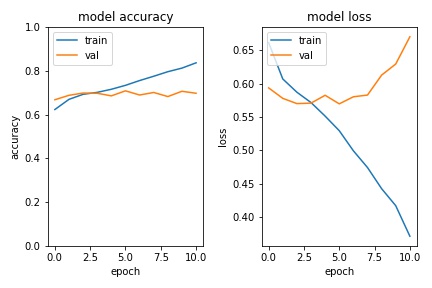 model accuracy
train
val
1.0
0.8
0.6
0.4
0.2
0.0
accuracy
0.0 2.5 5.0 7.5 10.0
epoch
model loss
train
val
0.65
0.60
0.55
0.50
0.45
0.40
loss
0.0 2.5 5.0 7.5 10.0
epoch